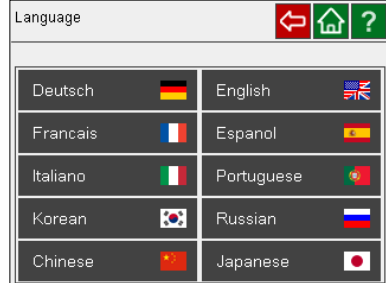 Language
?
Deutsch
English
Francais
Espanol
Italiano
Portuguese
Korean
Russian
Chinese
Japanese